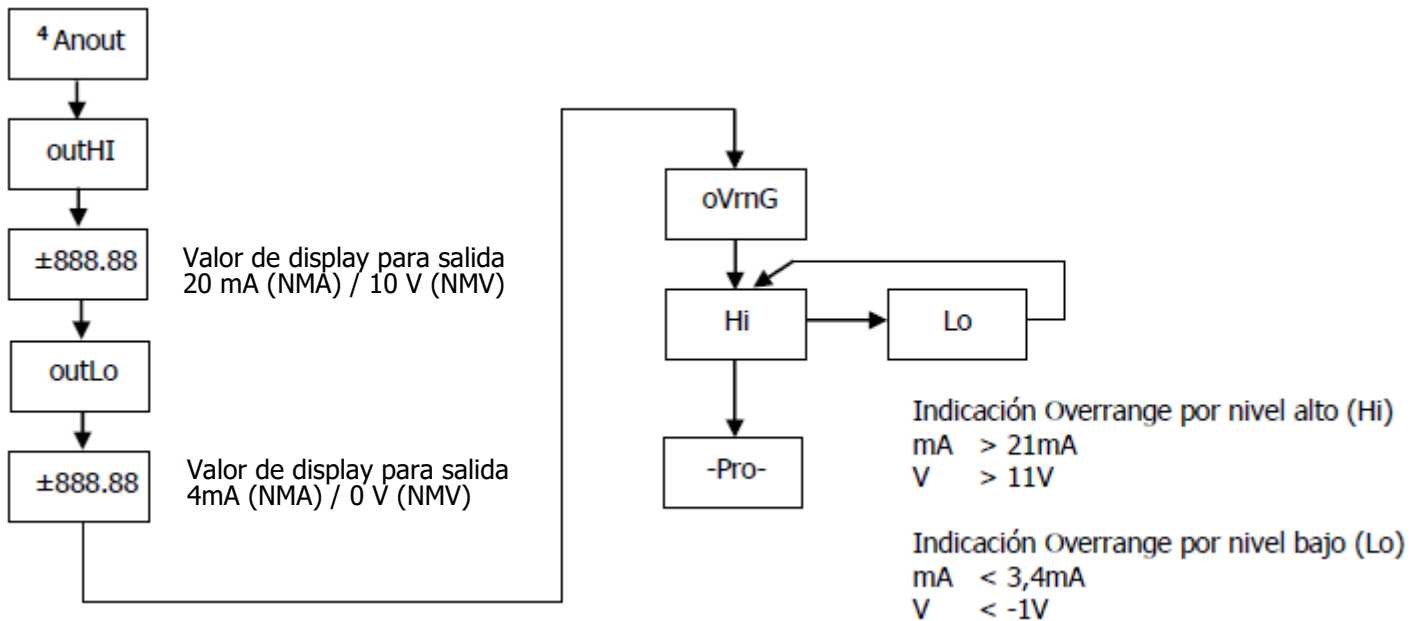 ⁴ Anout
outHI
±888.88
Valor de display para salida
20 mA (NMA) / 10 V (NMV)
outLo
±888.88
Valor de display para salida
4mA (NMA) / 0 V (NMV)
oVrnG
Hi
Lo
-Pro-
Indicación Overrange por nivel alto (Hi)
mA > 21mA
V > 11V
Indicación Overrange por nivel bajo (Lo)
mA < 3,4mA
V < -1V